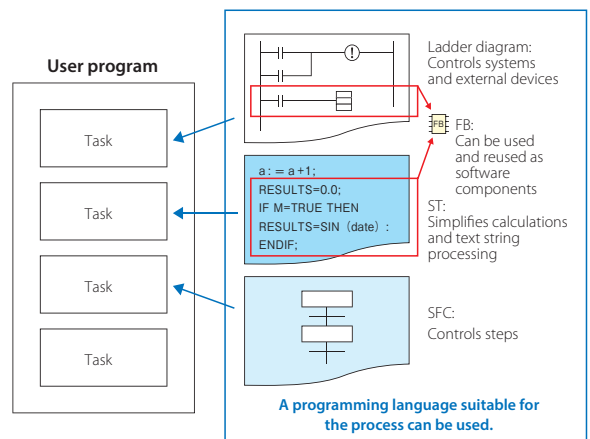 User program
Task
Task
Task
Task
Ladder diagram:
Controls systems
and external devices
FB
FB:
Can be used
and reused as
software
components
a: = a+1;
RESULTS=0.0;
IF M=TRUE THEN
RESULTS=SIN (date) :
ENDIF;
ST:
Simplifies calculations
and text string
processing
SFC:
Controls steps
A programming language suitable for
the process can be used.